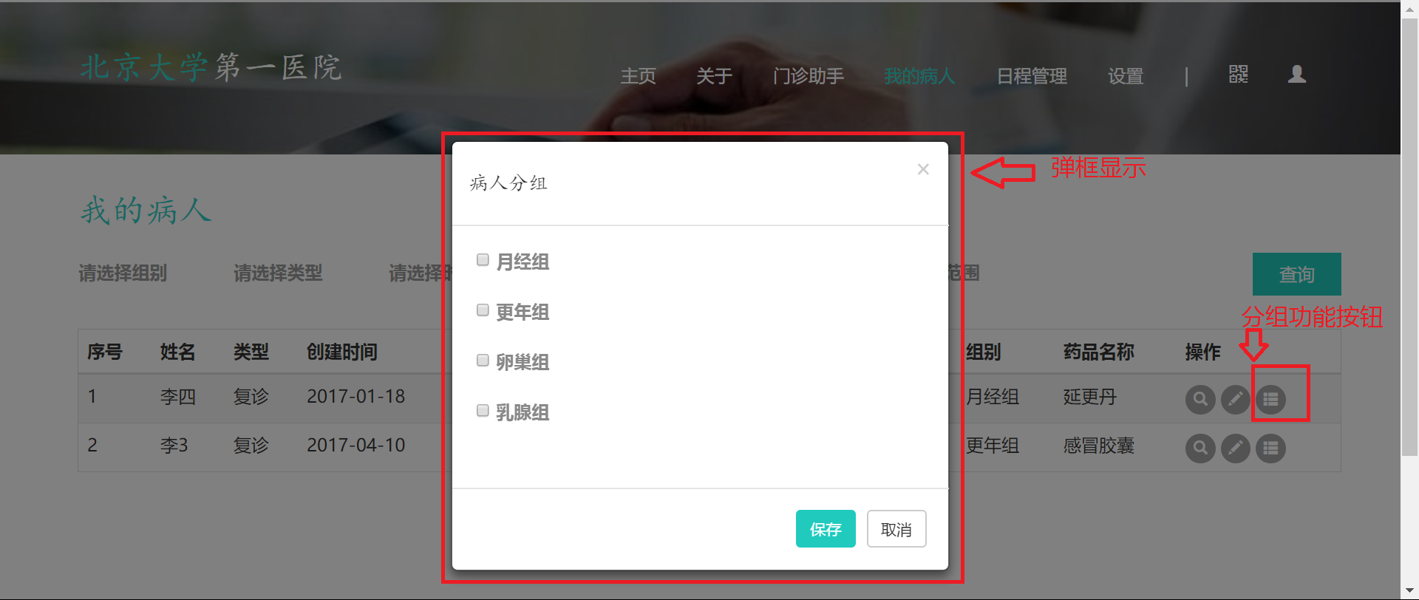 北京大学第一医院
主页 关于 门诊助手 我的病人 日程管理 设置 |
弹框显示
病人分组 ×
我的病人
请选择组别 请选择类型 请选择 范围 查询
月经组
更年组
卵巢组
乳腺组
分组功能按钮
序号 姓名 类型 创建时间 组别 药品名称 操作
1 李四 复诊 2017-01-18 月经组 延更丹
2 李3 复诊 2017-04-10 更年组 感冒胶囊
保存 取消